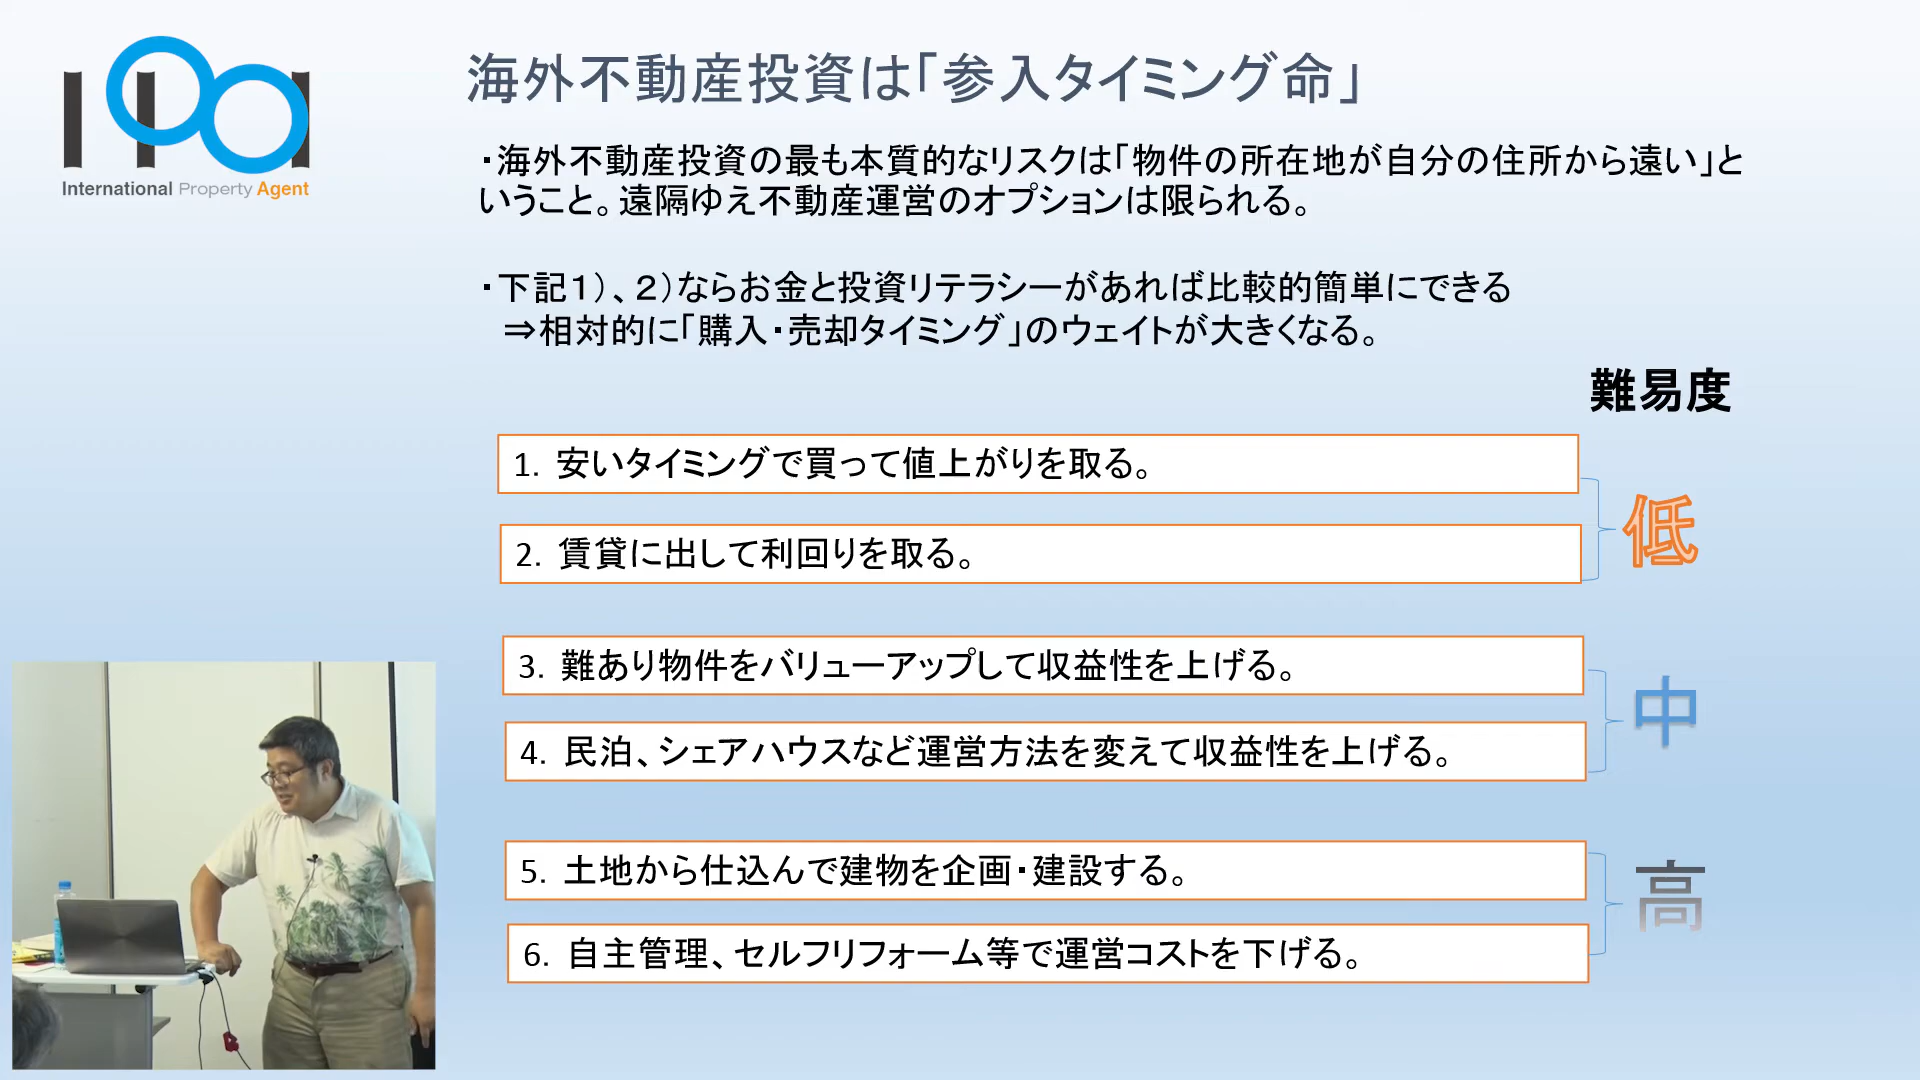 IPA
International Property Agent
海外不動産投資は「参入タイミング命」
・海外不動産投資の最も本質的なリスクは「物件の所在地が自分の住所から遠い」と
いうこと。遠隔ゆえ不動産運営のオプションは限られる。
・下記１）、２）ならお金と投資リテラシーがあれば比較的簡単にできる
⇒相対的に「購入・売却タイミング」のウェイトが大きくなる。
難易度
1. 安いタイミングで買って値上がりを取る。
2. 賃貸に出して利回りを取る。
低
3. 難あり物件をバリューアップして収益性を上げる。
4. 民泊、シェアハウスなど運営方法を変えて収益性を上げる。
中
5. 土地から仕込んで建物を企画・建設する。
6. 自主管理、セルフリフォーム等で運営コストを下げる。
高